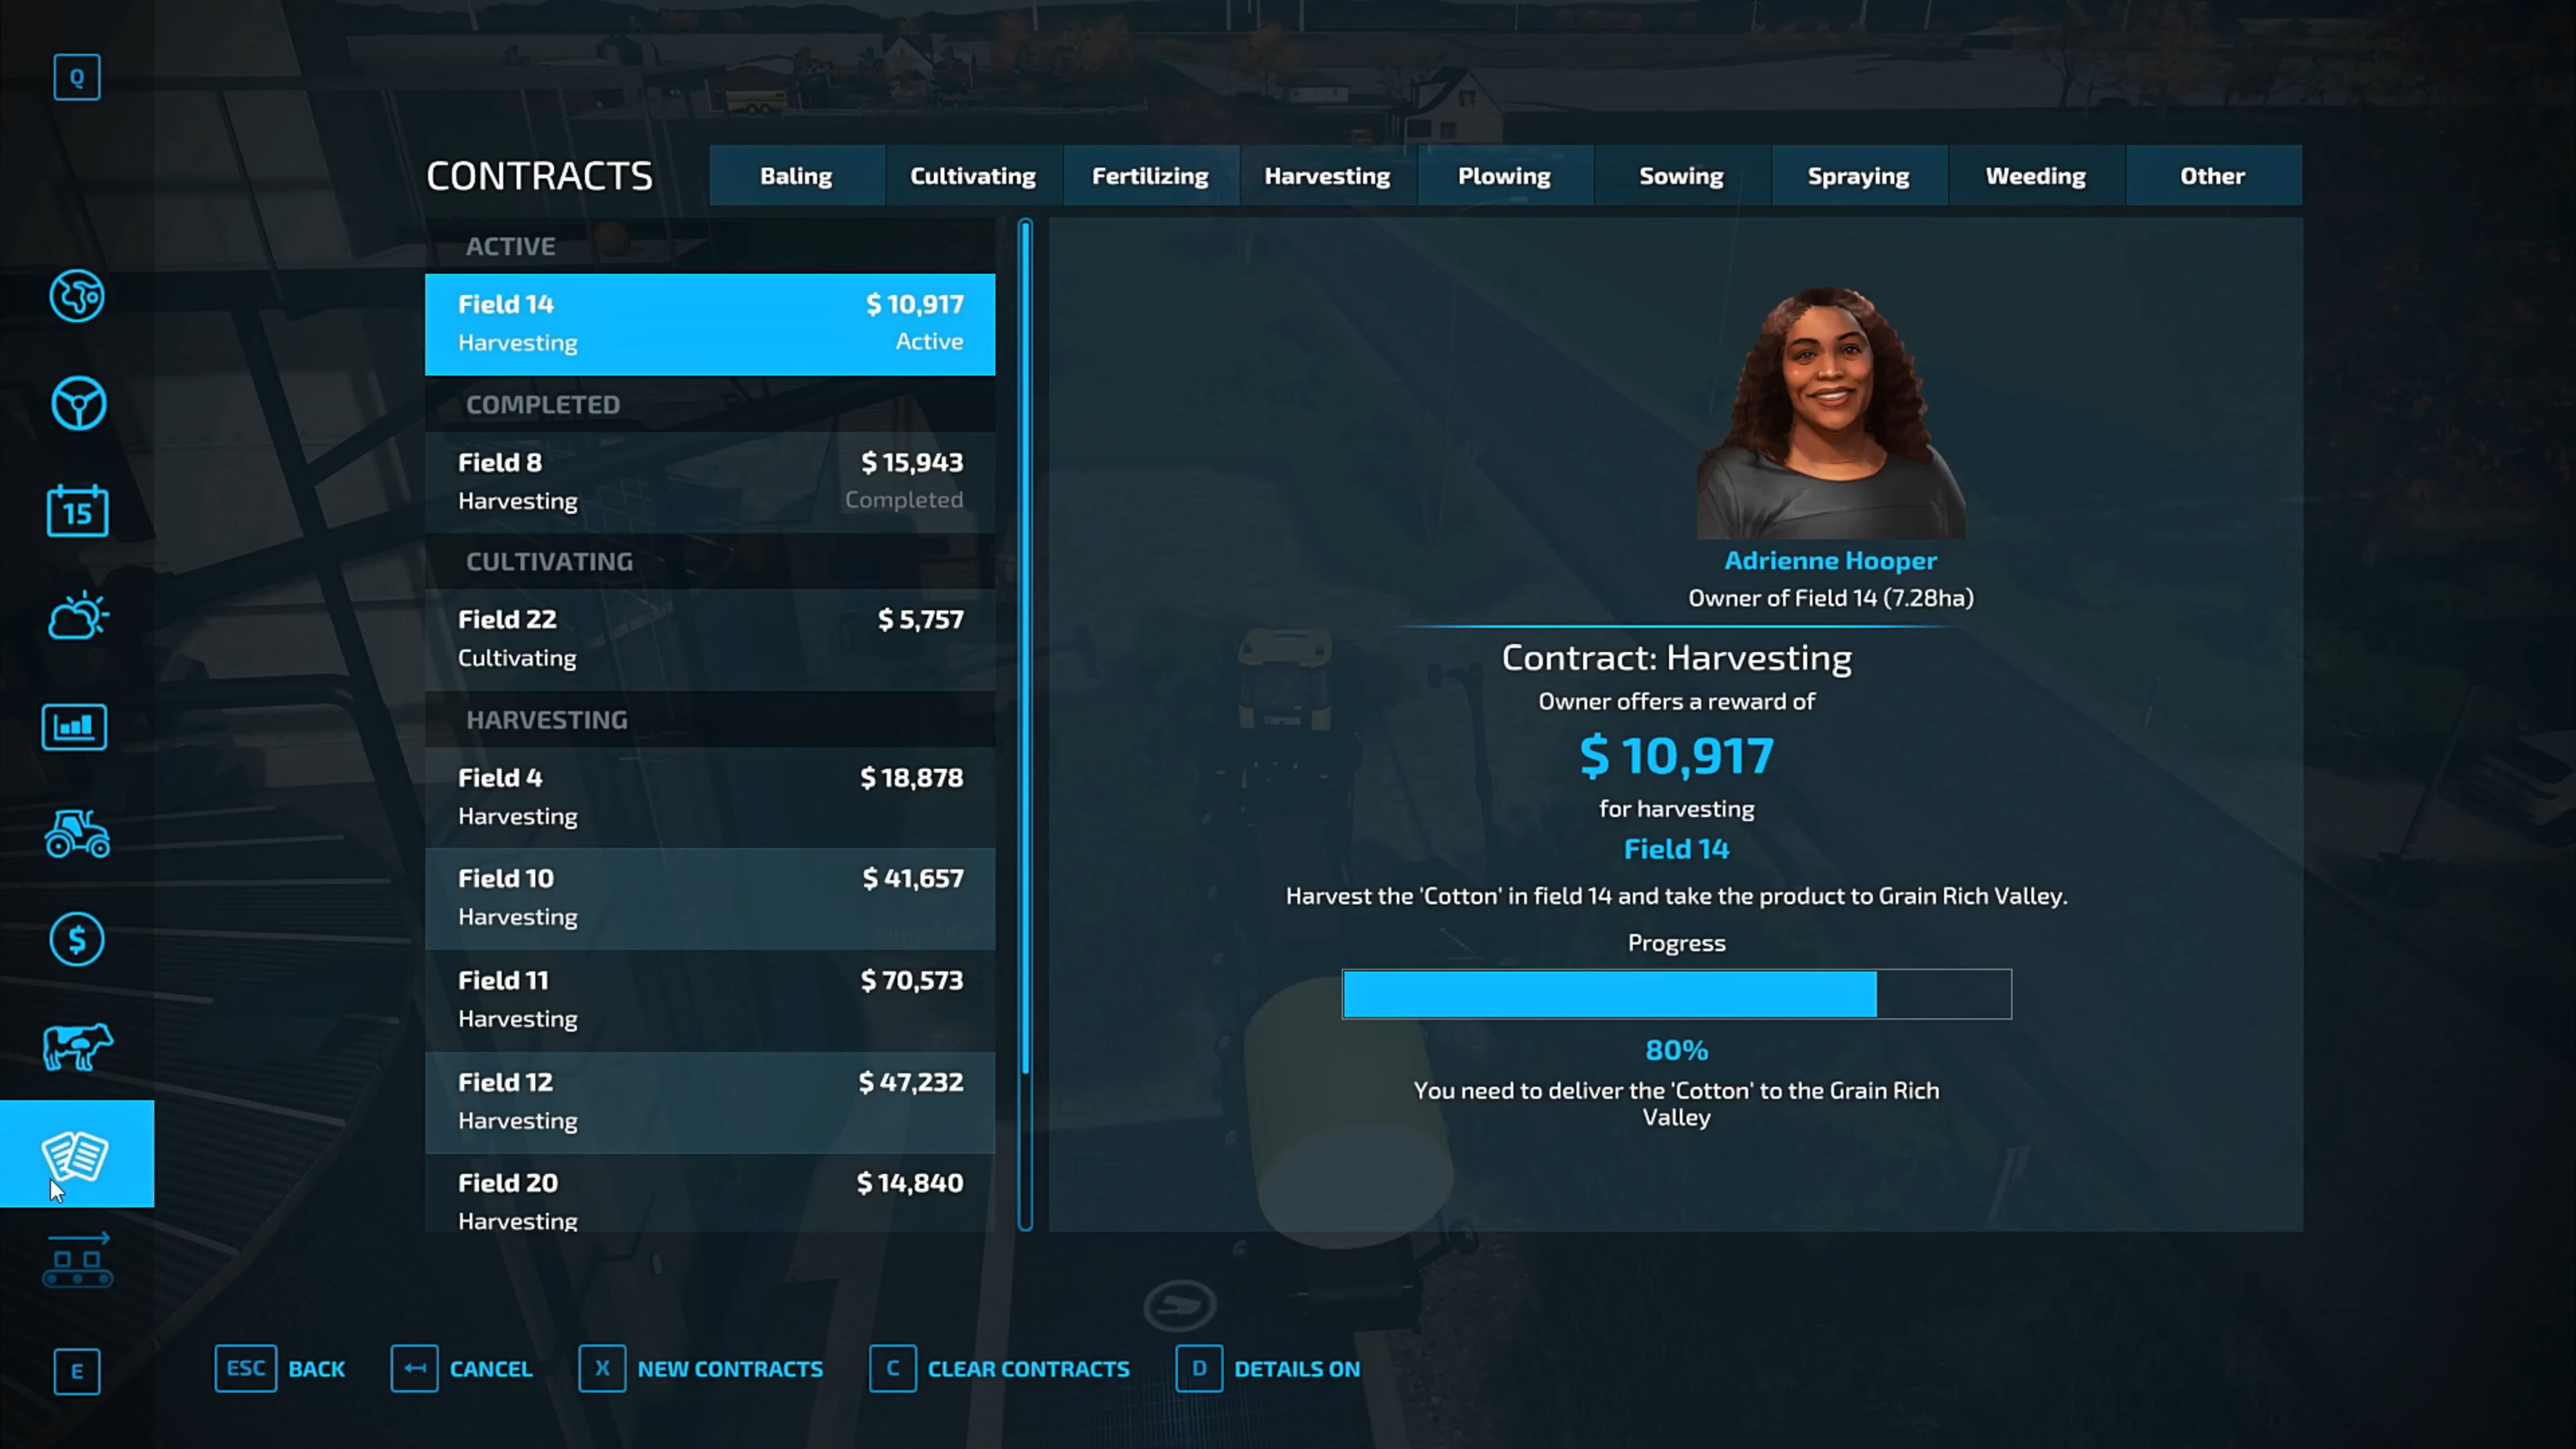 Q
CONTRACTS
Baling
Cultivating
Fertilizing
Harvesting
Plowing
Sowing
Spraying
Weeding
Other
ACTIVE
Field 14 $ 10,917
Harvesting Active
COMPLETED
Field 8 $ 15,943
Harvesting Completed
CULTIVATING
Field 22 $ 5,757
Cultivating
HARVESTING
Field 4 $ 18,878
Harvesting
Field 10 $ 41,657
Harvesting
Field 11 $ 70,573
Harvesting
Field 12 $ 47,232
Harvesting
Field 20 $ 14,840
Harvesting
Adrienne Hooper
Owner of Field 14 (7.28ha)
Contract: Harvesting
Owner offers a reward of
$ 10,917
for harvesting
Field 14
Harvest the 'Cotton' in field 14 and take the product to Grain Rich Valley.
Progress
80%
You need to deliver the 'Cotton' to the Grain Rich
Valley
15
$
E
ESC BACK
CANCEL
X NEW CONTRACTS
C CLEAR CONTRACTS
D DETAILS ON